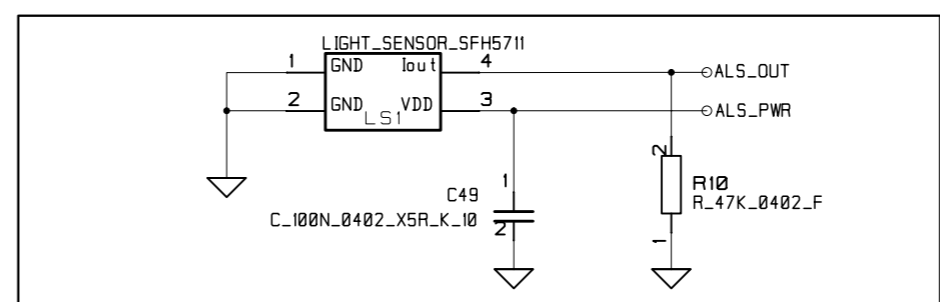 LIGHT_SENSOR_SFH5711
1 GND Iout 4 ALS_OUT
2 GND VDD 3 ALS_PWR
LS1
2
1
R10
C49
R_47K_0402_F
C_100N_0402_X5R_K_10
2
1